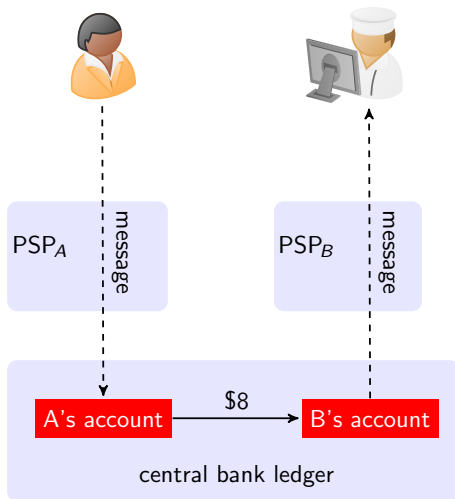 PSP_A
message
PSP_B
message
$8
A's account
B's account
central bank ledger